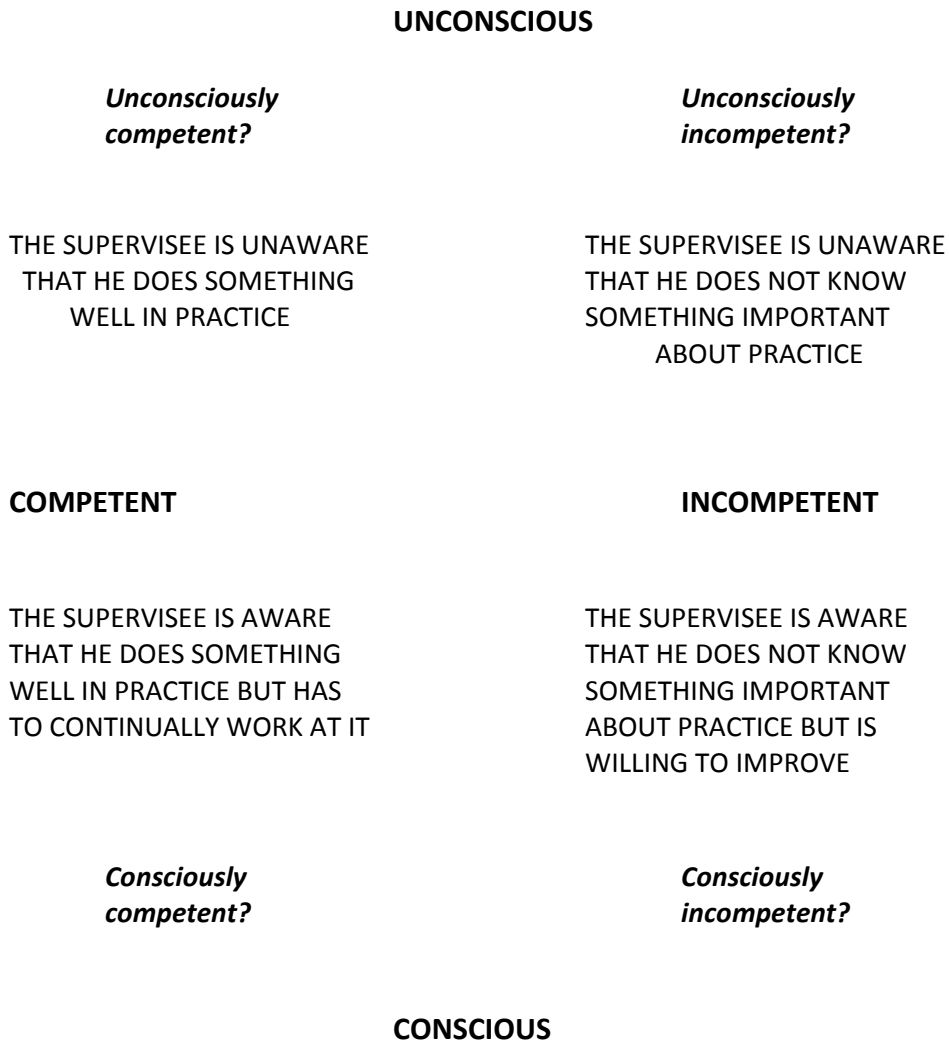 UNCONSCIOUS
Unconsciously
competent?
Unconsciously
incompetent?
THE SUPERVISEE IS UNAWARE
THAT HE DOES SOMETHING
WELL IN PRACTICE
THE SUPERVISEE IS UNAWARE
THAT HE DOES NOT KNOW
SOMETHING IMPORTANT
ABOUT PRACTICE
COMPETENT
INCOMPETENT
THE SUPERVISEE IS AWARE
THAT HE DOES SOMETHING
WELL IN PRACTICE BUT HAS
TO CONTINUALLY WORK AT IT
THE SUPERVISEE IS AWARE
THAT HE DOES NOT KNOW
SOMETHING IMPORTANT
ABOUT PRACTICE BUT IS
WILLING TO IMPROVE
Consciously
competent?
Consciously
incompetent?
CONSCIOUS